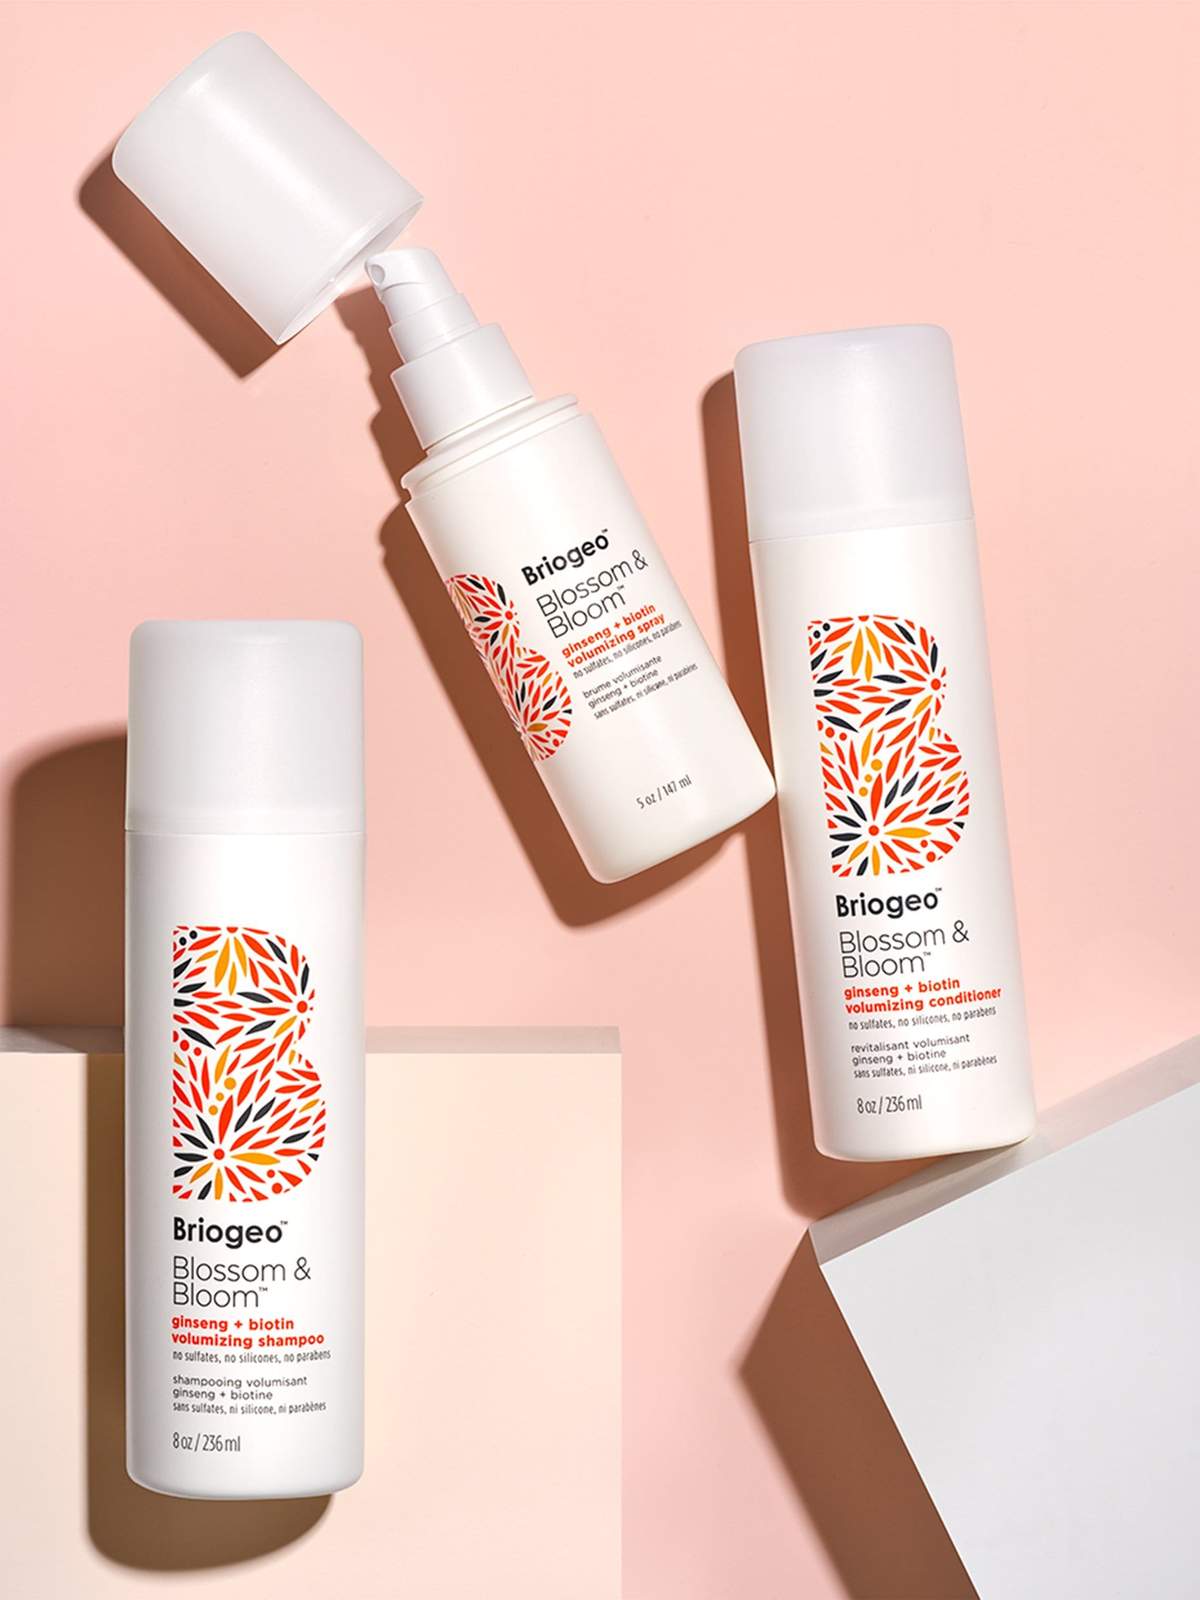 Briogeo™
Blossom &
Bloom™
ginseng + biotin
volumizing spray
no sulfates, no silicones, no parabens
brume volumisante
ginseng + biotine
sans sulfates, ni silicone, ni parabènes
5 oz / 147 ml
Briogeo™
Blossom &
Bloom™
ginseng + biotin
volumizing conditioner
no sulfates, no silicones, no parabens
revitalisant volumisant
ginseng + biotine
sans sulfates, ni silicone, ni parabènes
8 oz / 236 ml
Briogeo™
Blossom &
Bloom™
ginseng + biotin
volumizing shampoo
no sulfates, no silicones, no parabens
shampooing volumisant
ginseng + biotine
sans sulfates, ni silicone, ni parabènes
8 oz / 236 ml